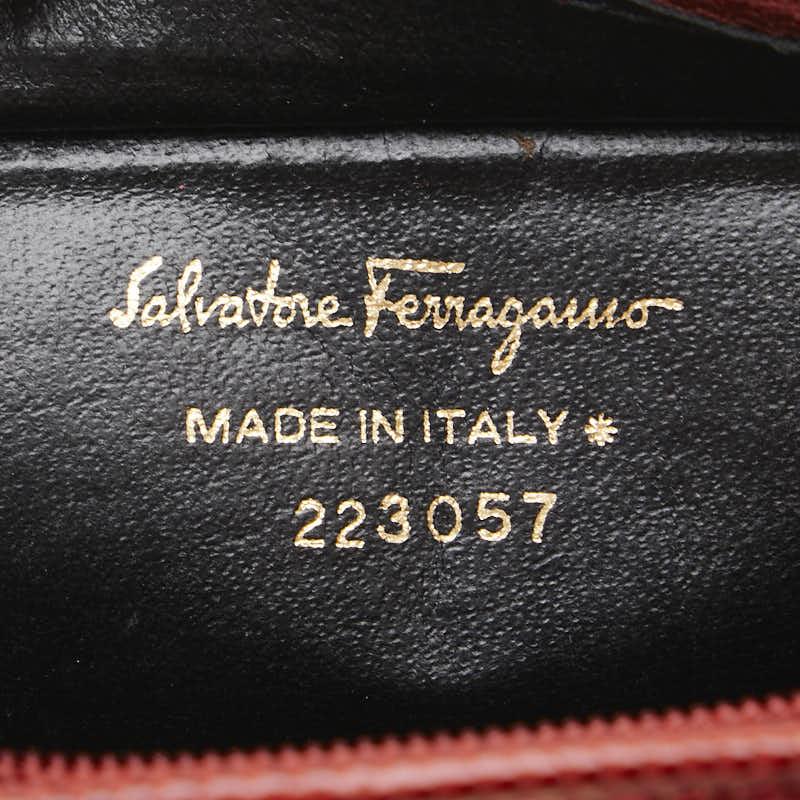 Salvatore Ferragamo
MADE IN ITALY *
223057